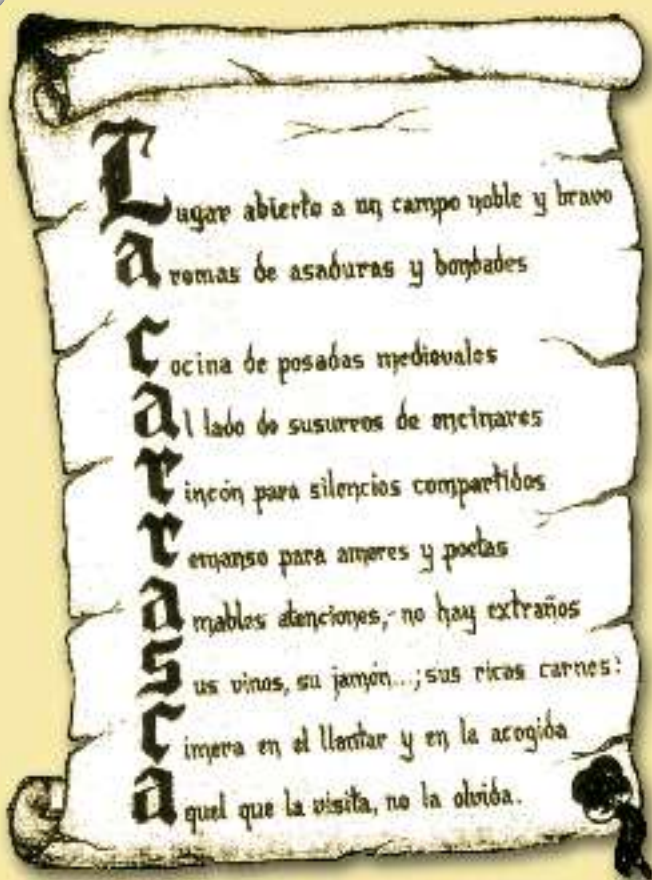 Lugar abierto a un campo noble y bravo
aromas de asaduras y bondades
cocina de posadas medievales
al lado de susurros de encinares
rincón para silencios compartidos
remanso para amores y poetas
amables atenciones,- no hay extraños
sus vinos, su jamón...; sus ricas carnes:
cimera en el llantar y en la acogida
aquel que la visita, no la olvida.